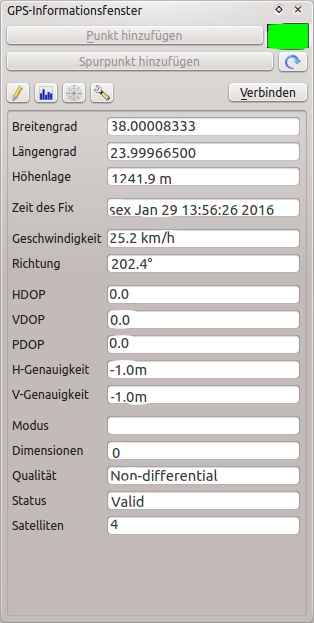 GPS-Informationsfenster
Punkt hinzufügen
Spurpunkt hinzufügen
Verbinden
Breitengrad 38.00008333
Längengrad 23.99966500
Höhenlage 1241.9 m
Zeit des Fix sex Jan 29 13:56:26 2016
Geschwindigkeit 25.2 km/h
Richtung 202.4°
HDOP 0.0
VDOP 0.0
PDOP 0.0
H-Genauigkeit -1.0m
V-Genauigkeit -1.0m
Modus
Dimensionen 0
Qualität Non-differential
Status Valid
Satelliten 4